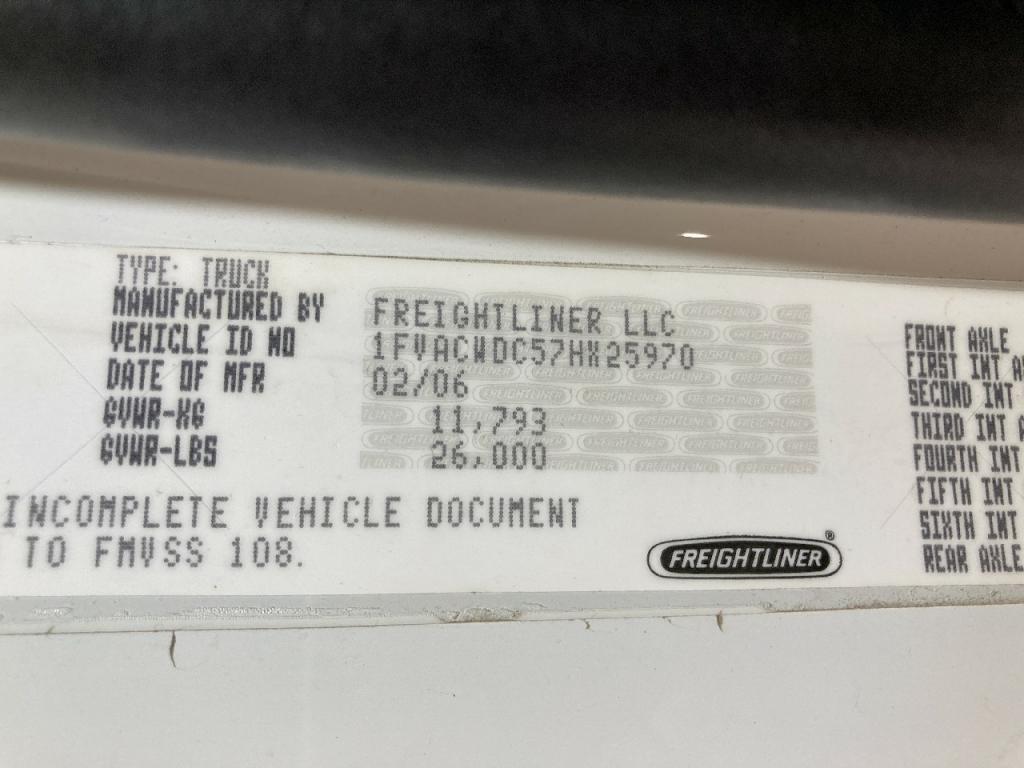 TYPE: TRUCK
MANUFACTURED BY FREIGHTLINER LLC
VEHICLE ID NO 1FVACWDC57HX25970
DATE OF MFR 02/06
GVWR-KG 11,793
GVWR-LBS 26,000
INCOMPLETE VEHICLE DOCUMENT
TO FMVSS 108.
FREIGHTLINER®
FRONT AXLE
FIRST INT
SECOND INT
THIRD INT
FOURTH INT
FIFTH INT
SIXTH INT
REAR AXLE